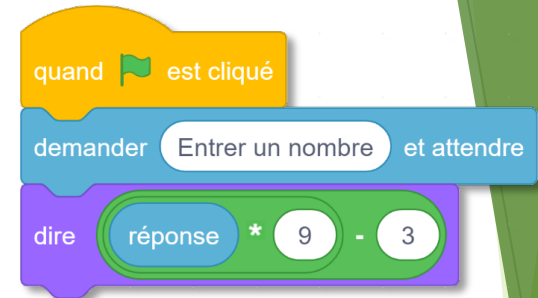 quand est cliqué
demander Entrer un nombre et attendre
dire réponse * 9 - 3